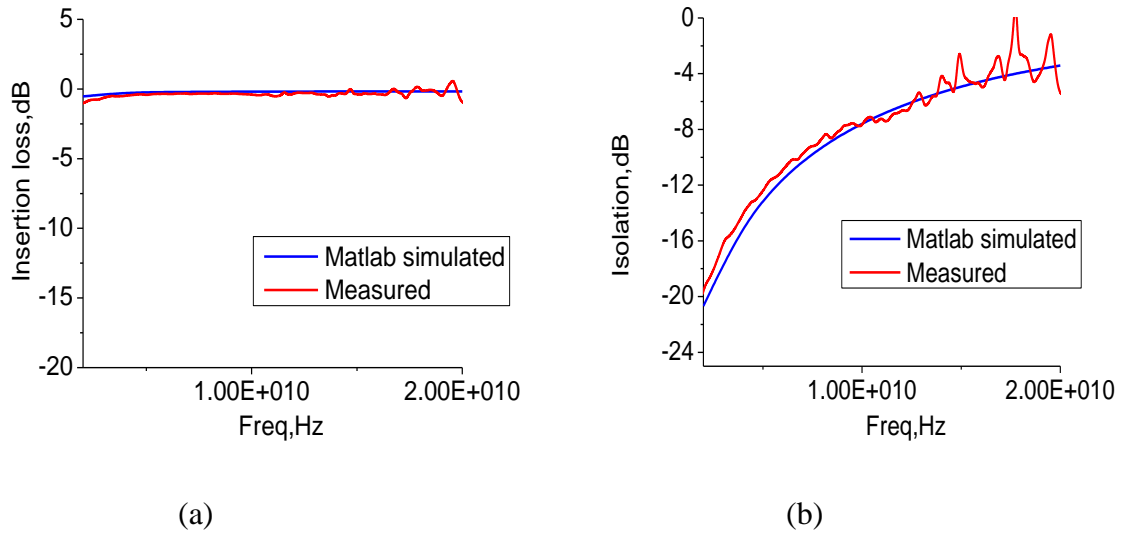 5
0
-5
-10
-15
-20
Insertion loss,dB
Matlab simulated
Measured
1.00E+010
2.00E+010
Freq,Hz
(a)
0
-4
-8
-12
-16
-20
-24
Isolation,dB
Matlab simulated
Measured
1.00E+010
2.00E+010
Freq,Hz
(b)